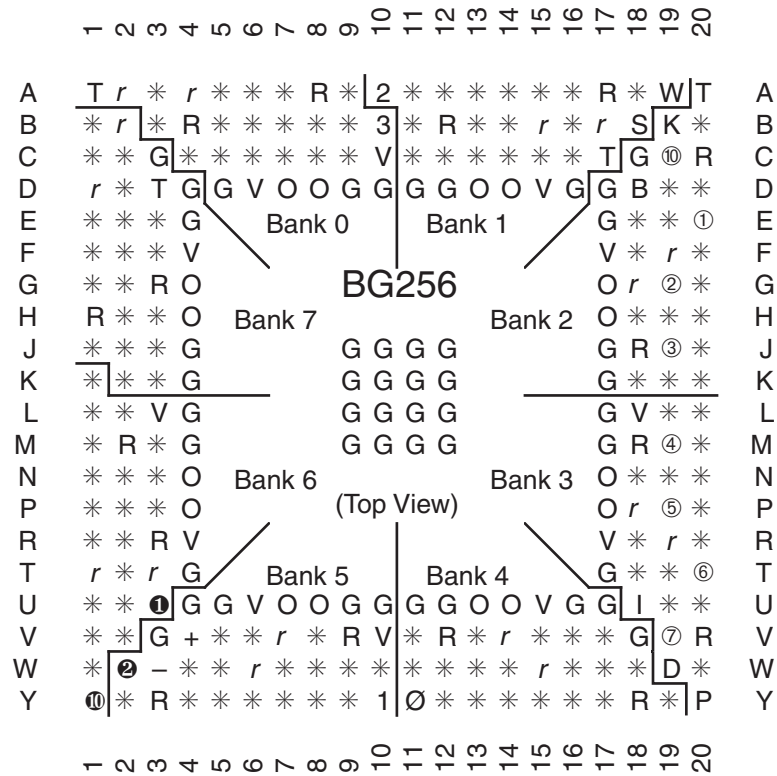 1 2 3 4 5 6 7 8 9 10 11 12 13 14 15 16 17 18 19 20
A T r ✳ r ✳ ✳ ✳ R ✳ 2 ✳ ✳ ✳ ✳ ✳ ✳ R ✳ W T A
B ✳ r ✳ R ✳ ✳ ✳ ✳ ✳ 3 ✳ R ✳ ✳ r ✳ r S K ✳ B
C ✳ ✳ G ✳ ✳ ✳ ✳ ✳ ✳ V ✳ ✳ ✳ ✳ ✳ ✳ T G ⑩ R C
D r ✳ T G G V O O G G G G O O V G G B ✳ ✳ D
E ✳ ✳ ✳ G Bank 0 Bank 1 G ✳ ✳ ① E
F ✳ ✳ ✳ V V ✳ r ✳ F
G ✳ ✳ R O BG256 O r ② ✳ G
H R ✳ ✳ O Bank 7 Bank 2 O ✳ ✳ ✳ H
J ✳ ✳ ✳ G G G G G G R ③ ✳ J
K ✳ ✳ ✳ G G G G G G ✳ ✳ ✳ K
L ✳ ✳ V G G G G G G V ✳ ✳ L
M ✳ R ✳ G G G G G G R ④ ✳ M
N ✳ ✳ ✳ O Bank 6 Bank 3 O ✳ ✳ ✳ N
P ✳ ✳ ✳ O (Top View) O r ⑤ ✳ P
R ✳ ✳ R V V ✳ r ✳ R
T r ✳ r G Bank 5 Bank 4 G ✳ ✳ ⑥ T
U ✳ ✳ ❶ G G V O O G G G G O O V G G I ✳ ✳ U
V ✳ ✳ G + ✳ ✳ r ✳ R V ✳ R ✳ r ✳ ✳ ✳ G ⑦ R V
W ✳ ❷ – ✳ ✳ r ✳ ✳ ✳ ✳ ✳ ✳ ✳ ✳ r ✳ ✳ ✳ D ✳ W
Y ❿ ✳ R ✳ ✳ ✳ ✳ ✳ ✳ 1 Ø ✳ ✳ ✳ ✳ ✳ ✳ R ✳ P Y
1 2 3 4 5 6 7 8 9 10 11 12 13 14 15 16 17 18 19 20